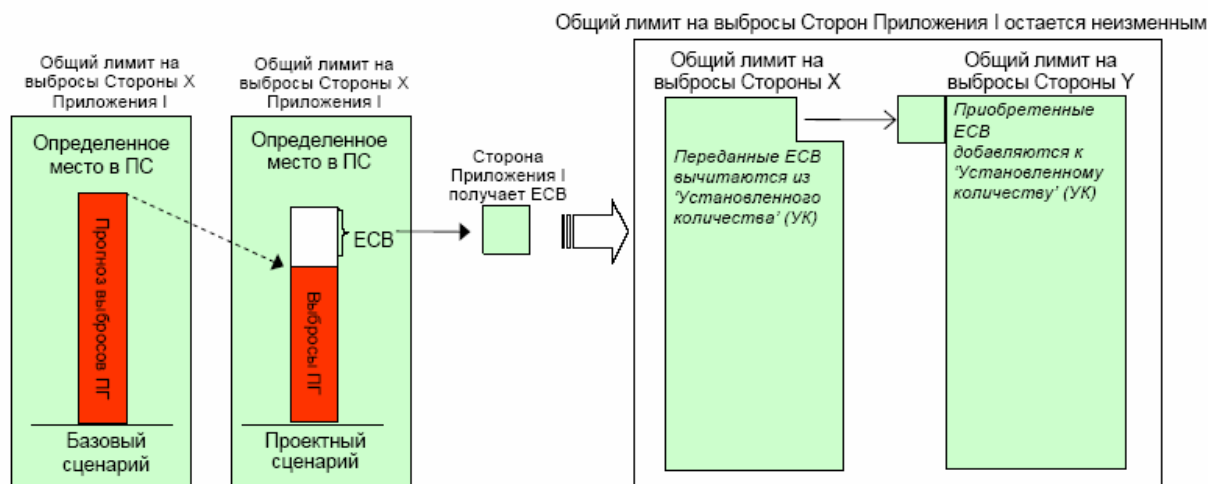 Общий лимит на выбросы Сторон Приложения I остается неизменным
Общий лимит на
выбросы Стороны X
Приложения I
Определенное
место в ПС
Прогноз выбросов ПГ
Базовый
сценарий
Общий лимит на
выбросы Стороны X
Приложения I
Определенное
место в ПС
ЕСВ
Выбросы ПГ
Проектный
сценарий
Сторона
Приложения I
получает ЕСВ
Общий лимит на
выбросы Стороны X
Переданные ЕСВ
вычитаются из
'Установленного
количества' (УК)
Общий лимит на
выбросы Стороны Y
Приобретенные
ЕСВ
добавляются к
'Установленному
количеству' (УК)